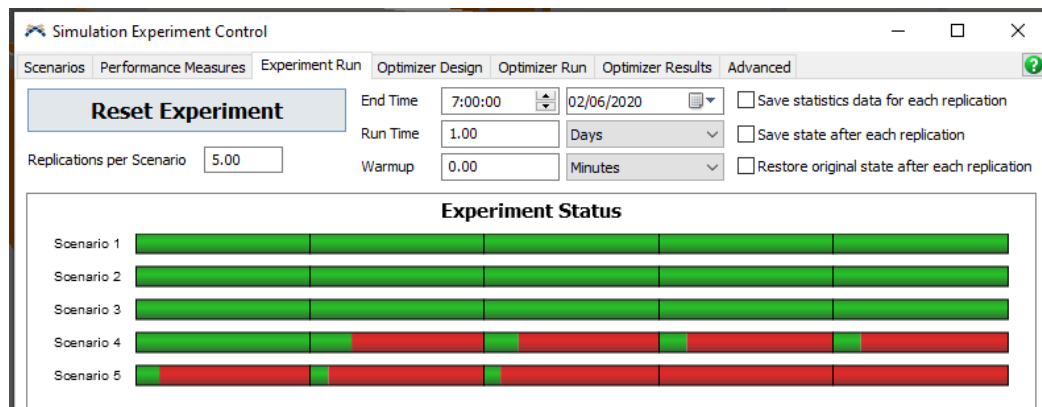 Simulation Experiment Control
Scenarios Performance Measures Experiment Run Optimizer Design Optimizer Run Optimizer Results Advanced ?
Reset Experiment
End Time 7:00:00 02/06/2020 Save statistics data for each replication
Run Time 1.00 Days Save state after each replication
Replications per Scenario 5.00
Warmup 0.00 Minutes Restore original state after each replication
Experiment Status
Scenario 1
Scenario 2
Scenario 3
Scenario 4
Scenario 5